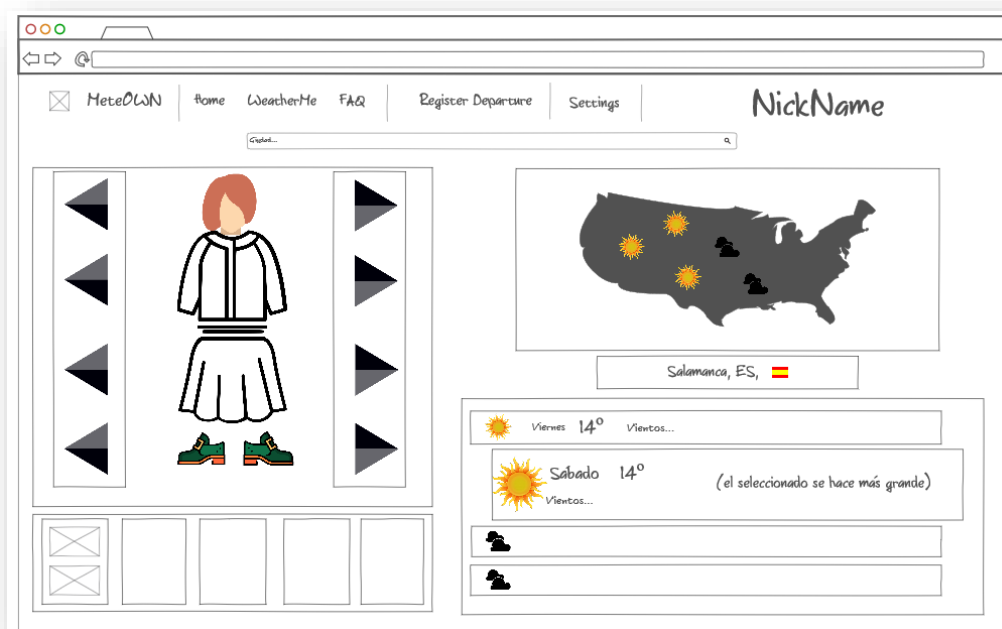 MeteOWN Home WeatherMe FAQ Register Departure Settings NickName
Ciudad...
Salamanca, ES,
Viernes 14º Vientos...
Sabado 14º
(el seleccionado se hace más grande)
Vientos...